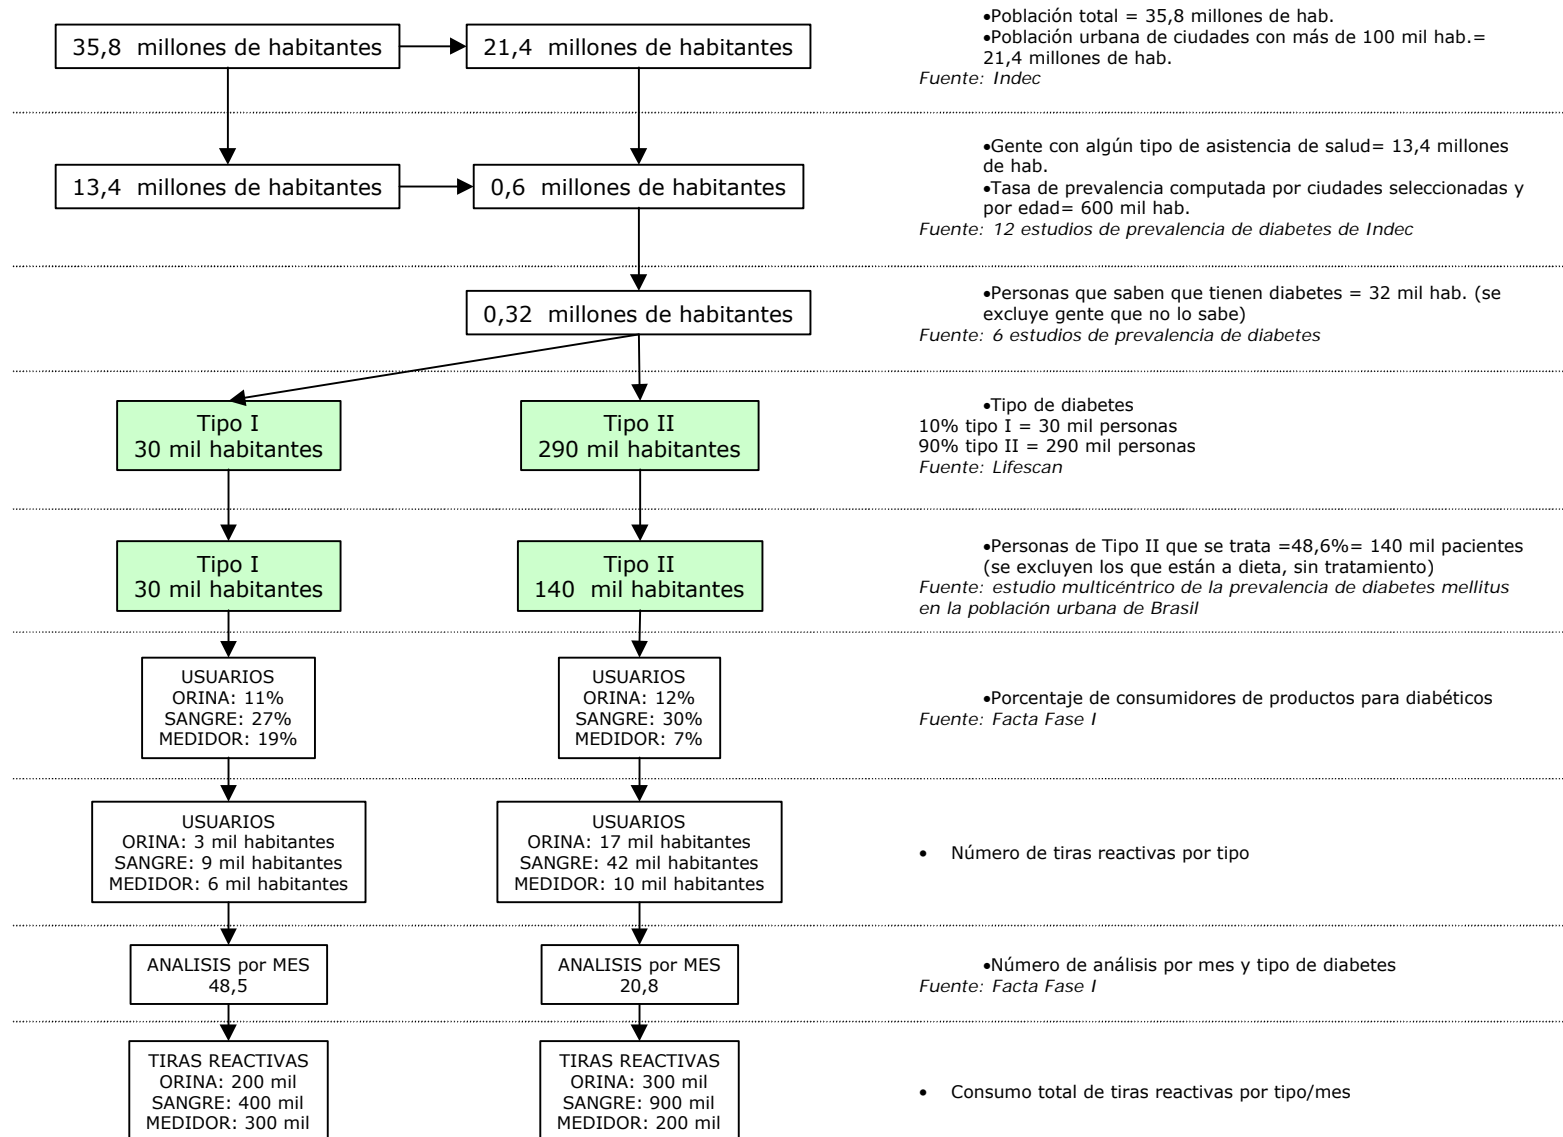 35,8 millones de habitantes
21,4 millones de habitantes
•Población total = 35,8 millones de hab.
•Población urbana de ciudades con más de 100 mil hab.=
21,4 millones de hab.
Fuente: Indec
13,4 millones de habitantes
0,6 millones de habitantes
•Gente con algún tipo de asistencia de salud= 13,4 millones
de hab.
•Tasa de prevalencia computada por ciudades seleccionadas y
por edad= 600 mil hab.
Fuente: 12 estudios de prevalencia de diabetes de Indec
0,32 millones de habitantes
•Personas que saben que tienen diabetes = 32 mil hab. (se
excluye gente que no lo sabe)
Fuente: 6 estudios de prevalencia de diabetes
Tipo I
30 mil habitantes
Tipo II
290 mil habitantes
•Tipo de diabetes
10% tipo I = 30 mil personas
90% tipo II = 290 mil personas
Fuente: Lifescan
Tipo I
30 mil habitantes
Tipo II
140 mil habitantes
•Personas de Tipo II que se trata =48,6%= 140 mil pacientes
(se excluyen los que están a dieta, sin tratamiento)
Fuente: estudio multicéntrico de la prevalencia de diabetes mellitus
en la población urbana de Brasil
USUARIOS
ORINA: 11%
SANGRE: 27%
MEDIDOR: 19%
USUARIOS
ORINA: 12%
SANGRE: 30%
MEDIDOR: 7%
•Porcentaje de consumidores de productos para diabéticos
Fuente: Facta Fase I
USUARIOS
ORINA: 3 mil habitantes
SANGRE: 9 mil habitantes
MEDIDOR: 6 mil habitantes
USUARIOS
ORINA: 17 mil habitantes
SANGRE: 42 mil habitantes
MEDIDOR: 10 mil habitantes
• Número de tiras reactivas por tipo
ANALISIS por MES
48,5
ANALISIS por MES
20,8
•Número de análisis por mes y tipo de diabetes
Fuente: Facta Fase I
TIRAS REACTIVAS
ORINA: 200 mil
SANGRE: 400 mil
MEDIDOR: 300 mil
TIRAS REACTIVAS
ORINA: 300 mil
SANGRE: 900 mil
MEDIDOR: 200 mil
• Consumo total de tiras reactivas por tipo/mes